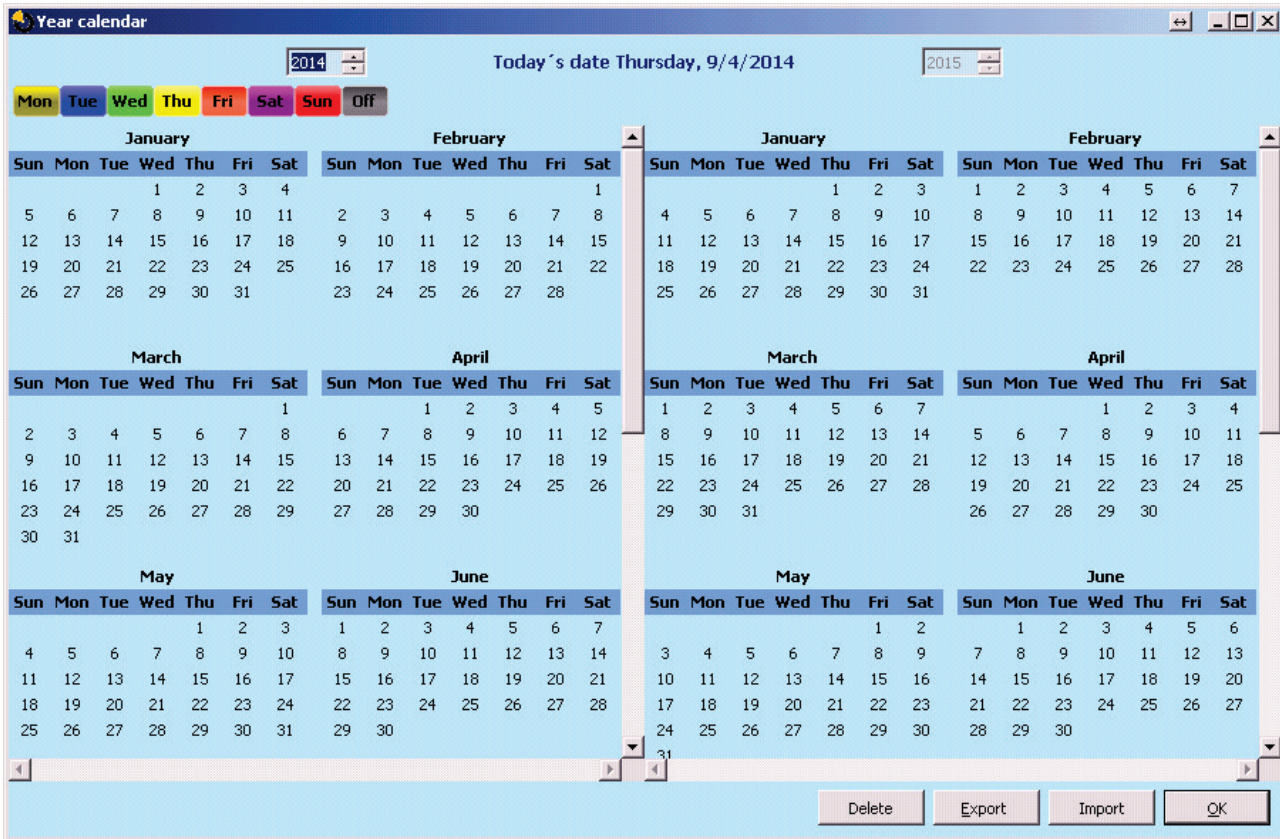 Year calendar
2014 Today´s date Thursday, 9/4/2014 2015
Mon Tue Wed Thu Fri Sat Sun Off
January February January February
Sun Mon Tue Wed Thu Fri Sat Sun Mon Tue Wed Thu Fri Sat Sun Mon Tue Wed Thu Fri Sat Sun Mon Tue Wed Thu Fri Sat
1 2 3 4 1 1 2 3 1 2 3 4 5 6 7
5 6 7 8 9 10 11 2 3 4 5 6 7 8 4 5 6 7 8 9 10 8 9 10 11 12 13 14
12 13 14 15 16 17 18 9 10 11 12 13 14 15 11 12 13 14 15 16 17 15 16 17 18 19 20 21
19 20 21 22 23 24 25 16 17 18 19 20 21 22 18 19 20 21 22 23 24 22 23 24 25 26 27 28
26 27 28 29 30 31 23 24 25 26 27 28 25 26 27 28 29 30 31
March April March April
Sun Mon Tue Wed Thu Fri Sat Sun Mon Tue Wed Thu Fri Sat Sun Mon Tue Wed Thu Fri Sat Sun Mon Tue Wed Thu Fri Sat
1 1 2 3 4 5 1 2 3 4 5 6 7 1 2 3 4
2 3 4 5 6 7 8 6 7 8 9 10 11 12 8 9 10 11 12 13 14 5 6 7 8 9 10 11
9 10 11 12 13 14 15 13 14 15 16 17 18 19 15 16 17 18 19 20 21 12 13 14 15 16 17 18
16 17 18 19 20 21 22 20 21 22 23 24 25 26 22 23 24 25 26 27 28 19 20 21 22 23 24 25
23 24 25 26 27 28 29 27 28 29 30 29 30 31 26 27 28 29 30
30 31
May June May June
Sun Mon Tue Wed Thu Fri Sat Sun Mon Tue Wed Thu Fri Sat Sun Mon Tue Wed Thu Fri Sat Sun Mon Tue Wed Thu Fri Sat
1 2 3 1 2 3 4 5 6 7 1 2 1 2 3 4 5 6
4 5 6 7 8 9 10 8 9 10 11 12 13 14 3 4 5 6 7 8 9 7 8 9 10 11 12 13
11 12 13 14 15 16 17 15 16 17 18 19 20 21 10 11 12 13 14 15 16 14 15 16 17 18 19 20
18 19 20 21 22 23 24 22 23 24 25 26 27 28 17 18 19 20 21 22 23 21 22 23 24 25 26 27
25 26 27 28 29 30 31 29 30 24 25 26 27 28 29 30 28 29 30
31
Delete Export Import OK